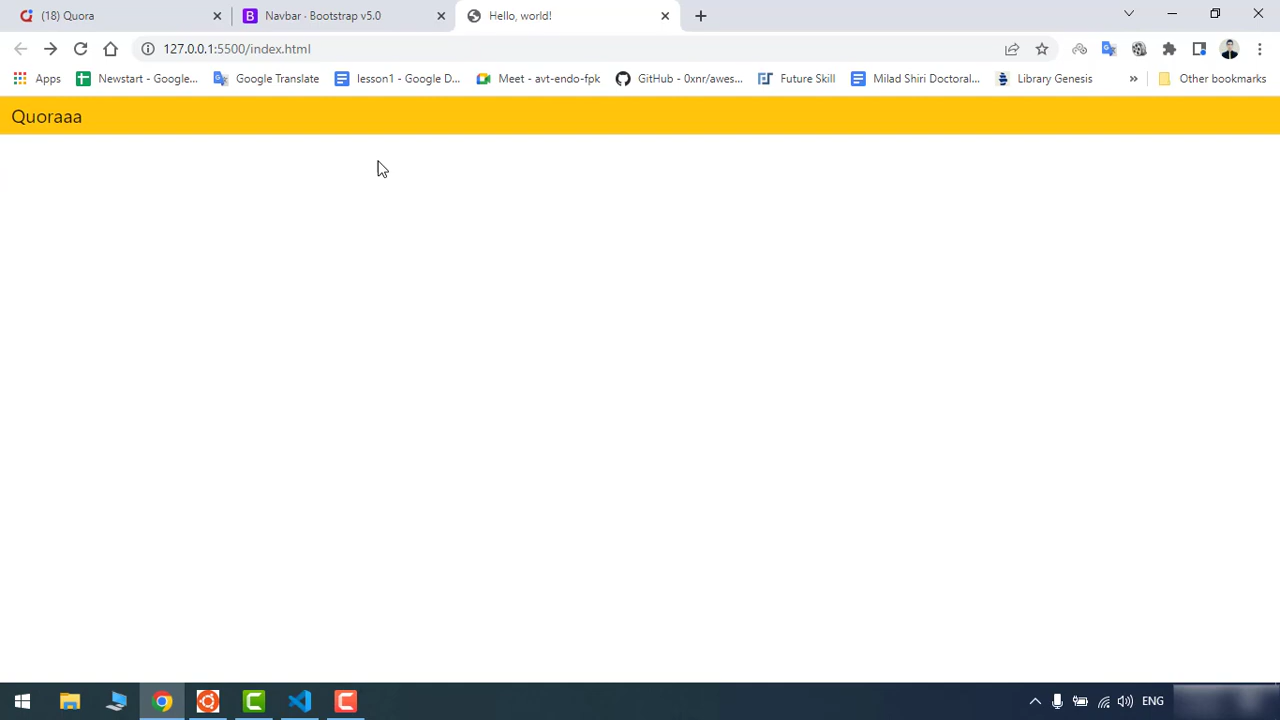 (18) Quora
Navbar · Bootstrap v5.0
Hello, world!
127.0.0.1:5500/index.html
Apps
Newstart - Google...
Google Translate
lesson1 - Google D...
Meet - avt-endo-fpk
GitHub - 0xnr/awes...
Future Skill
Milad Shiri Doctoral...
Library Genesis
»
Other bookmarks
Quoraaa
ENG